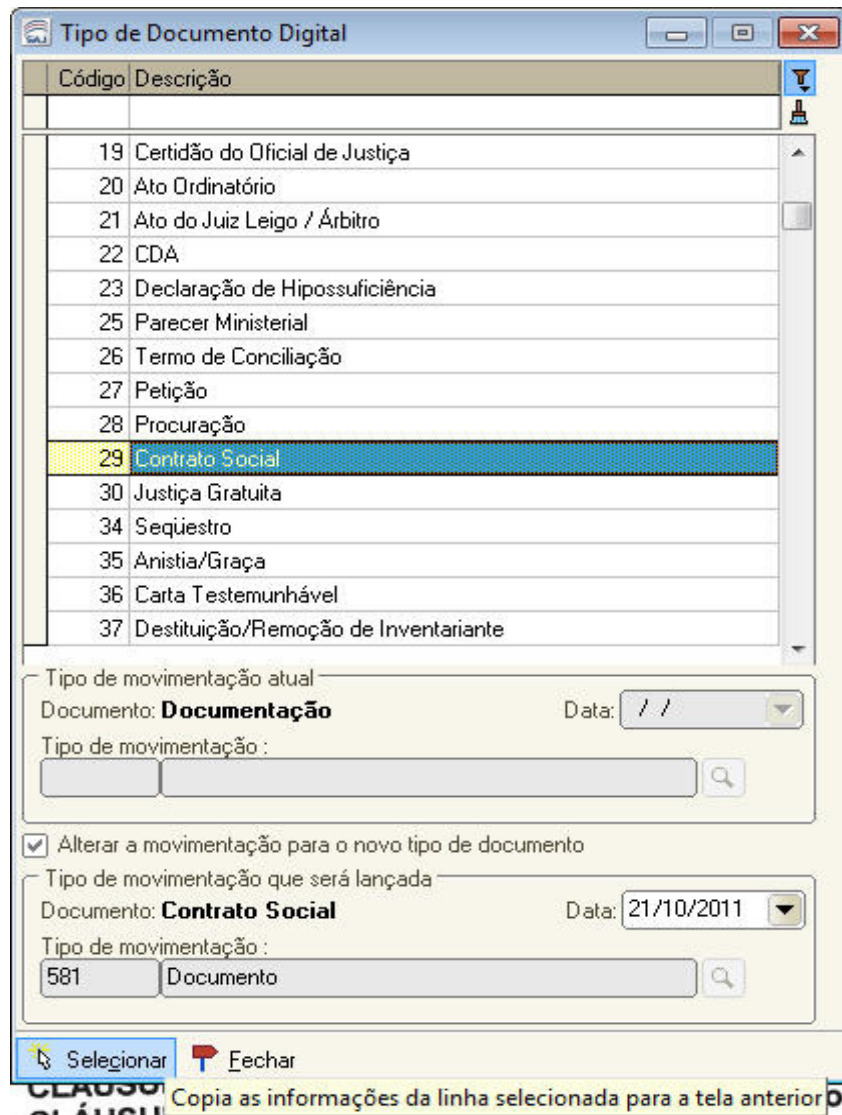 Tipo de Documento Digital
Código Descrição
19 Certidão do Oficial de Justiça
20 Ato Ordinatório
21 Ato do Juiz Leigo / Árbitro
22 CDA
23 Declaração de Hipossuficiência
25 Parecer Ministerial
26 Termo de Conciliação
27 Petição
28 Procuração
29 Contrato Social
30 Justiça Gratuita
34 Seqüestro
35 Anistia/Graça
36 Carta Testemunhável
37 Destituição/Remoção de Inventariante
Tipo de movimentação atual
Documento: Documentação Data: / /
Tipo de movimentação :
Alterar a movimentação para o novo tipo de documento
Tipo de movimentação que será lançada
Documento: Contrato Social Data: 21/10/2011
Tipo de movimentação :
581 Documento
Selecionar Fechar
Copia as informações da linha selecionada para a tela anterior